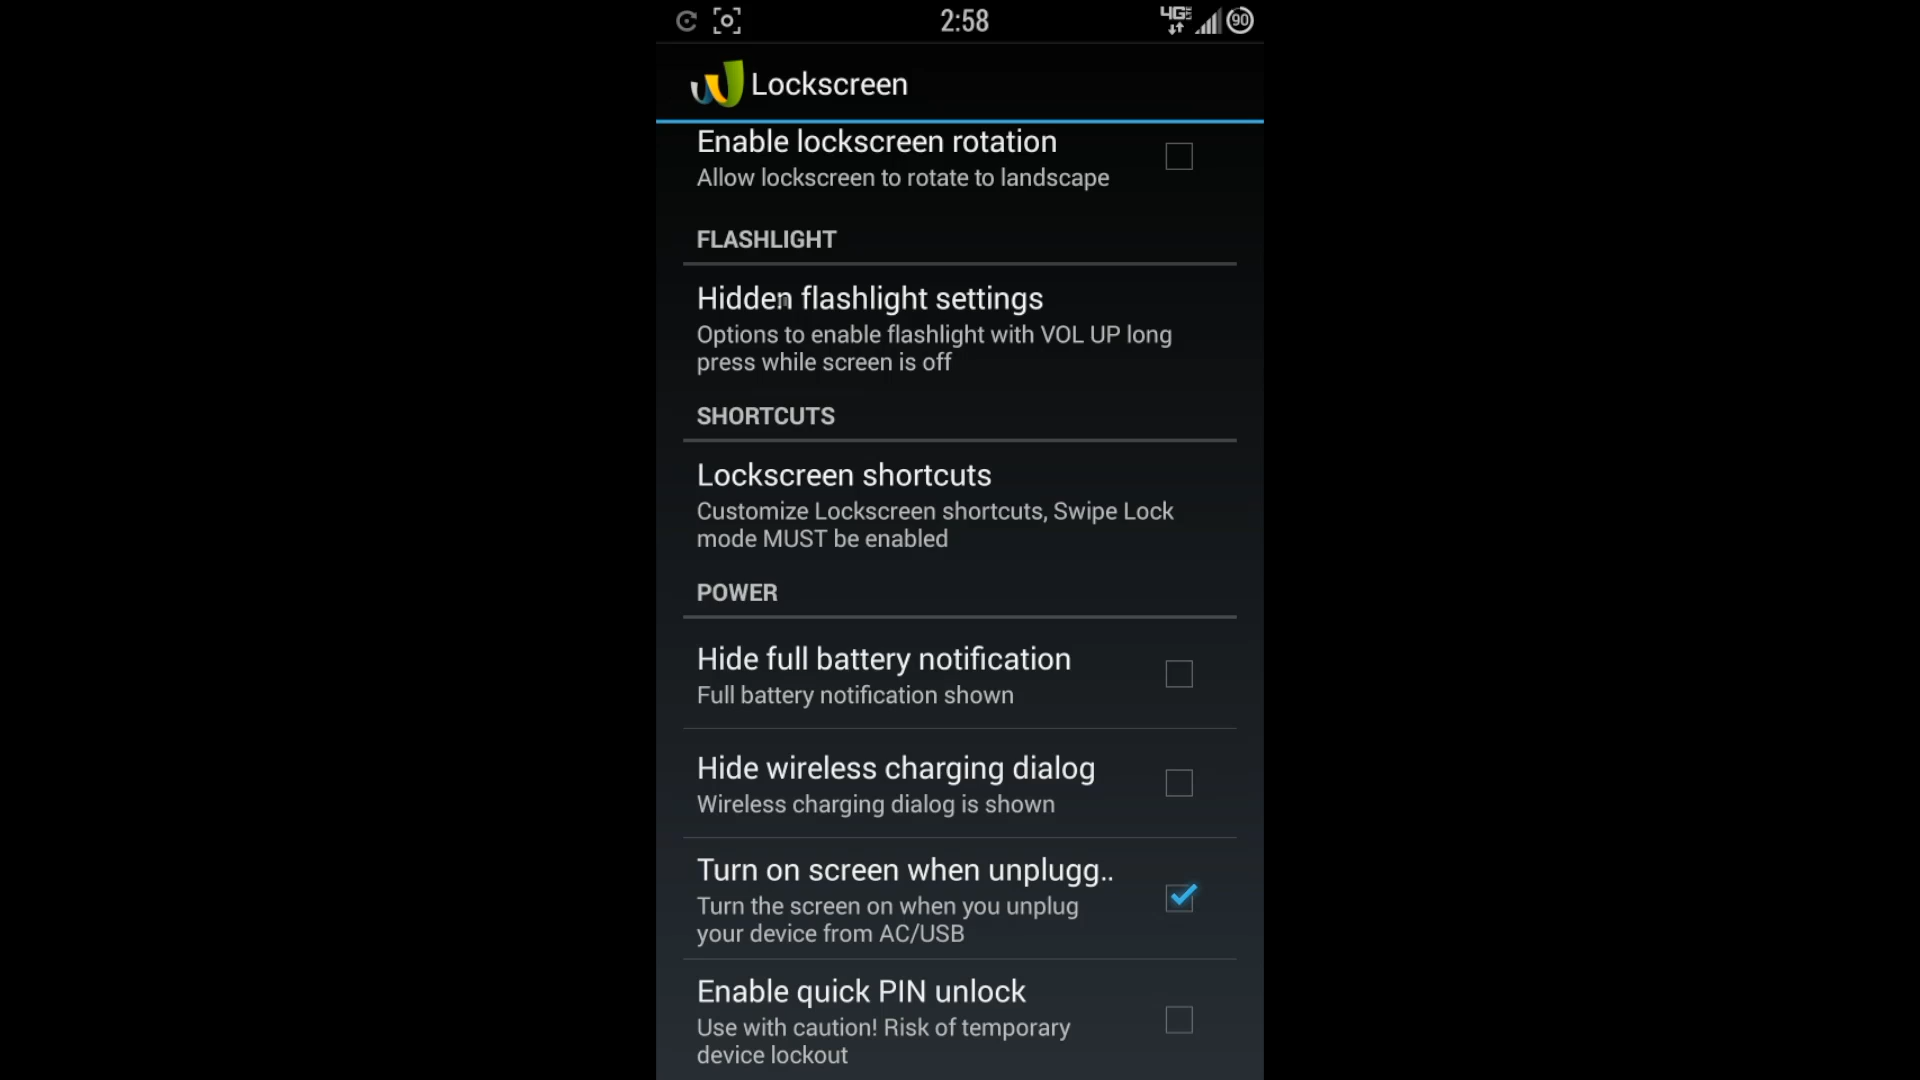 2:58
4G LTE
90
Lockscreen
Enable lockscreen rotation
Allow lockscreen to rotate to landscape
FLASHLIGHT
Hidden flashlight settings
Options to enable flashlight with VOL UP long
press while screen is off
SHORTCUTS
Lockscreen shortcuts
Customize Lockscreen shortcuts, Swipe Lock
mode MUST be enabled
POWER
Hide full battery notification
Full battery notification shown
Hide wireless charging dialog
Wireless charging dialog is shown
Turn on screen when unplugg..
Turn the screen on when you unplug
your device from AC/USB
Enable quick PIN unlock
Use with caution! Risk of temporary
device lockout